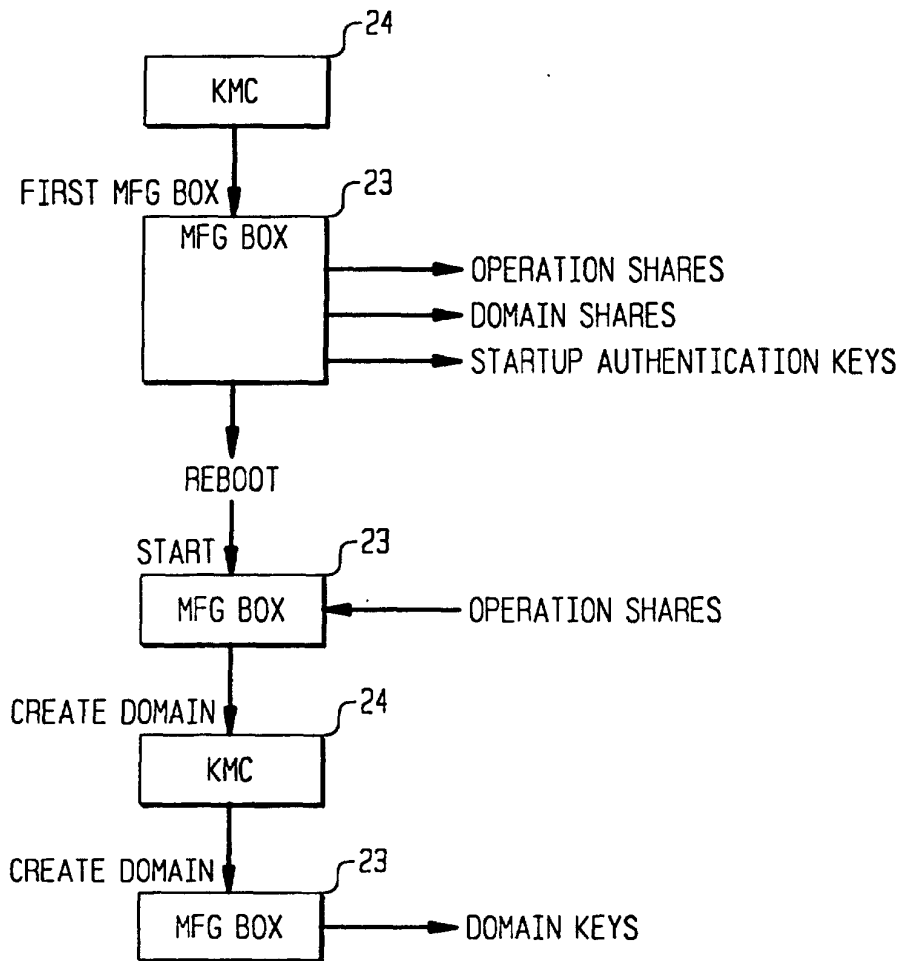 24
KMC
FIRST MFG BOX
23
MFG BOX
OPERATION SHARES
DOMAIN SHARES
STARTUP AUTHENTICATION KEYS
REBOOT
START
23
MFG BOX
OPERATION SHARES
CREATE DOMAIN
24
KMC
CREATE DOMAIN
23
MFG BOX
DOMAIN KEYS